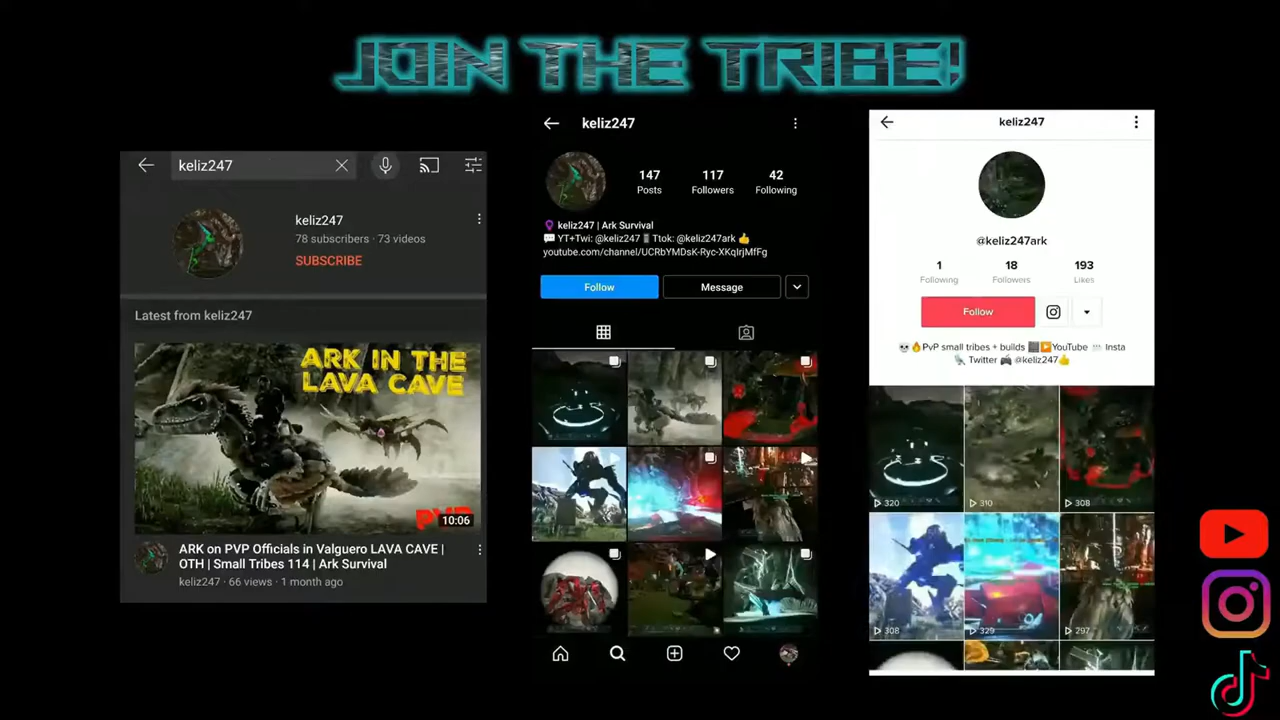 JOIN THE TRIBE!
keliz247
keliz247
78 subscribers · 73 videos
SUBSCRIBE
Latest from keliz247
ARK IN THE
LAVA CAVE
PVP
10:06
ARK on PVP Officials in Valguero LAVA CAVE |
OTH | Small Tribes 114 | Ark Survival
keliz247 · 66 views · 1 month ago
keliz247
147 117 42
Posts Followers Following
keliz247 | Ark Survival
YT+Twi: @keliz247 Ttok: @keliz247ark
youtube.com/channel/UCRbYMDsK-Ryc-XKqIrjMfFg
Follow Message
keliz247
@keliz247ark
1 18 193
Following Followers Likes
Follow
PvP small tribes + builds YouTube Insta
Twitter @keliz247
320 310 308
308 329 297